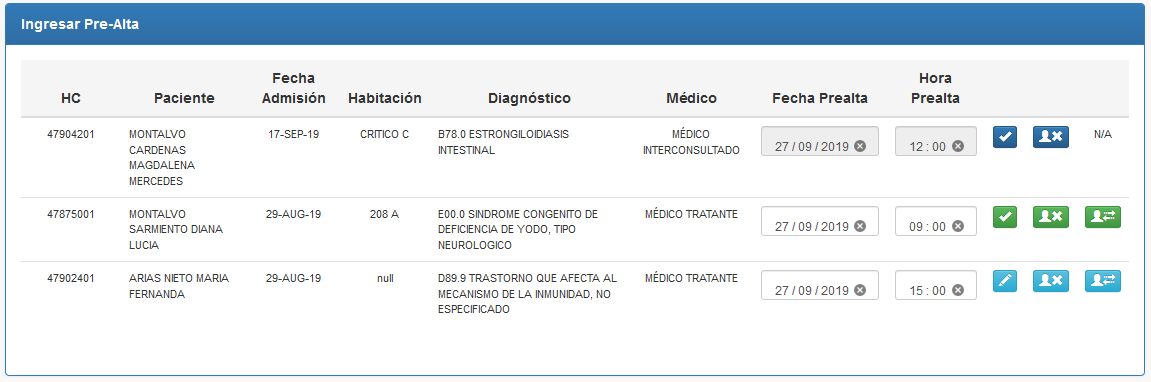 Ingresar Pre-Alta
HC Paciente Fecha Admisión Habitación Diagnóstico Médico Fecha Prealta Hora Prealta
47904201 MONTALVO 17-SEP-19 CRITICO C B78.0 ESTRONGILOIDIASIS MÉDICO 27 / 09 / 2019 12 : 00 N/A
CARDENAS INTESTINAL INTERCONSULTADO
MAGDALENA
MERCEDES
47875001 MONTALVO 29-AUG-19 208 A E00.0 SINDROME CONGENITO DE MÉDICO TRATANTE 27 / 09 / 2019 09 : 00
SARMIENTO DIANA DEFICIENCIA DE YODO, TIPO
LUCIA NEUROLOGICO
47902401 ARIAS NIETO MARIA 29-AUG-19 null D89.9 TRASTORNO QUE AFECTA AL MÉDICO TRATANTE 27 / 09 / 2019 15 : 00
FERNANDA MECANISMO DE LA INMUNIDAD, NO
ESPECIFICADO